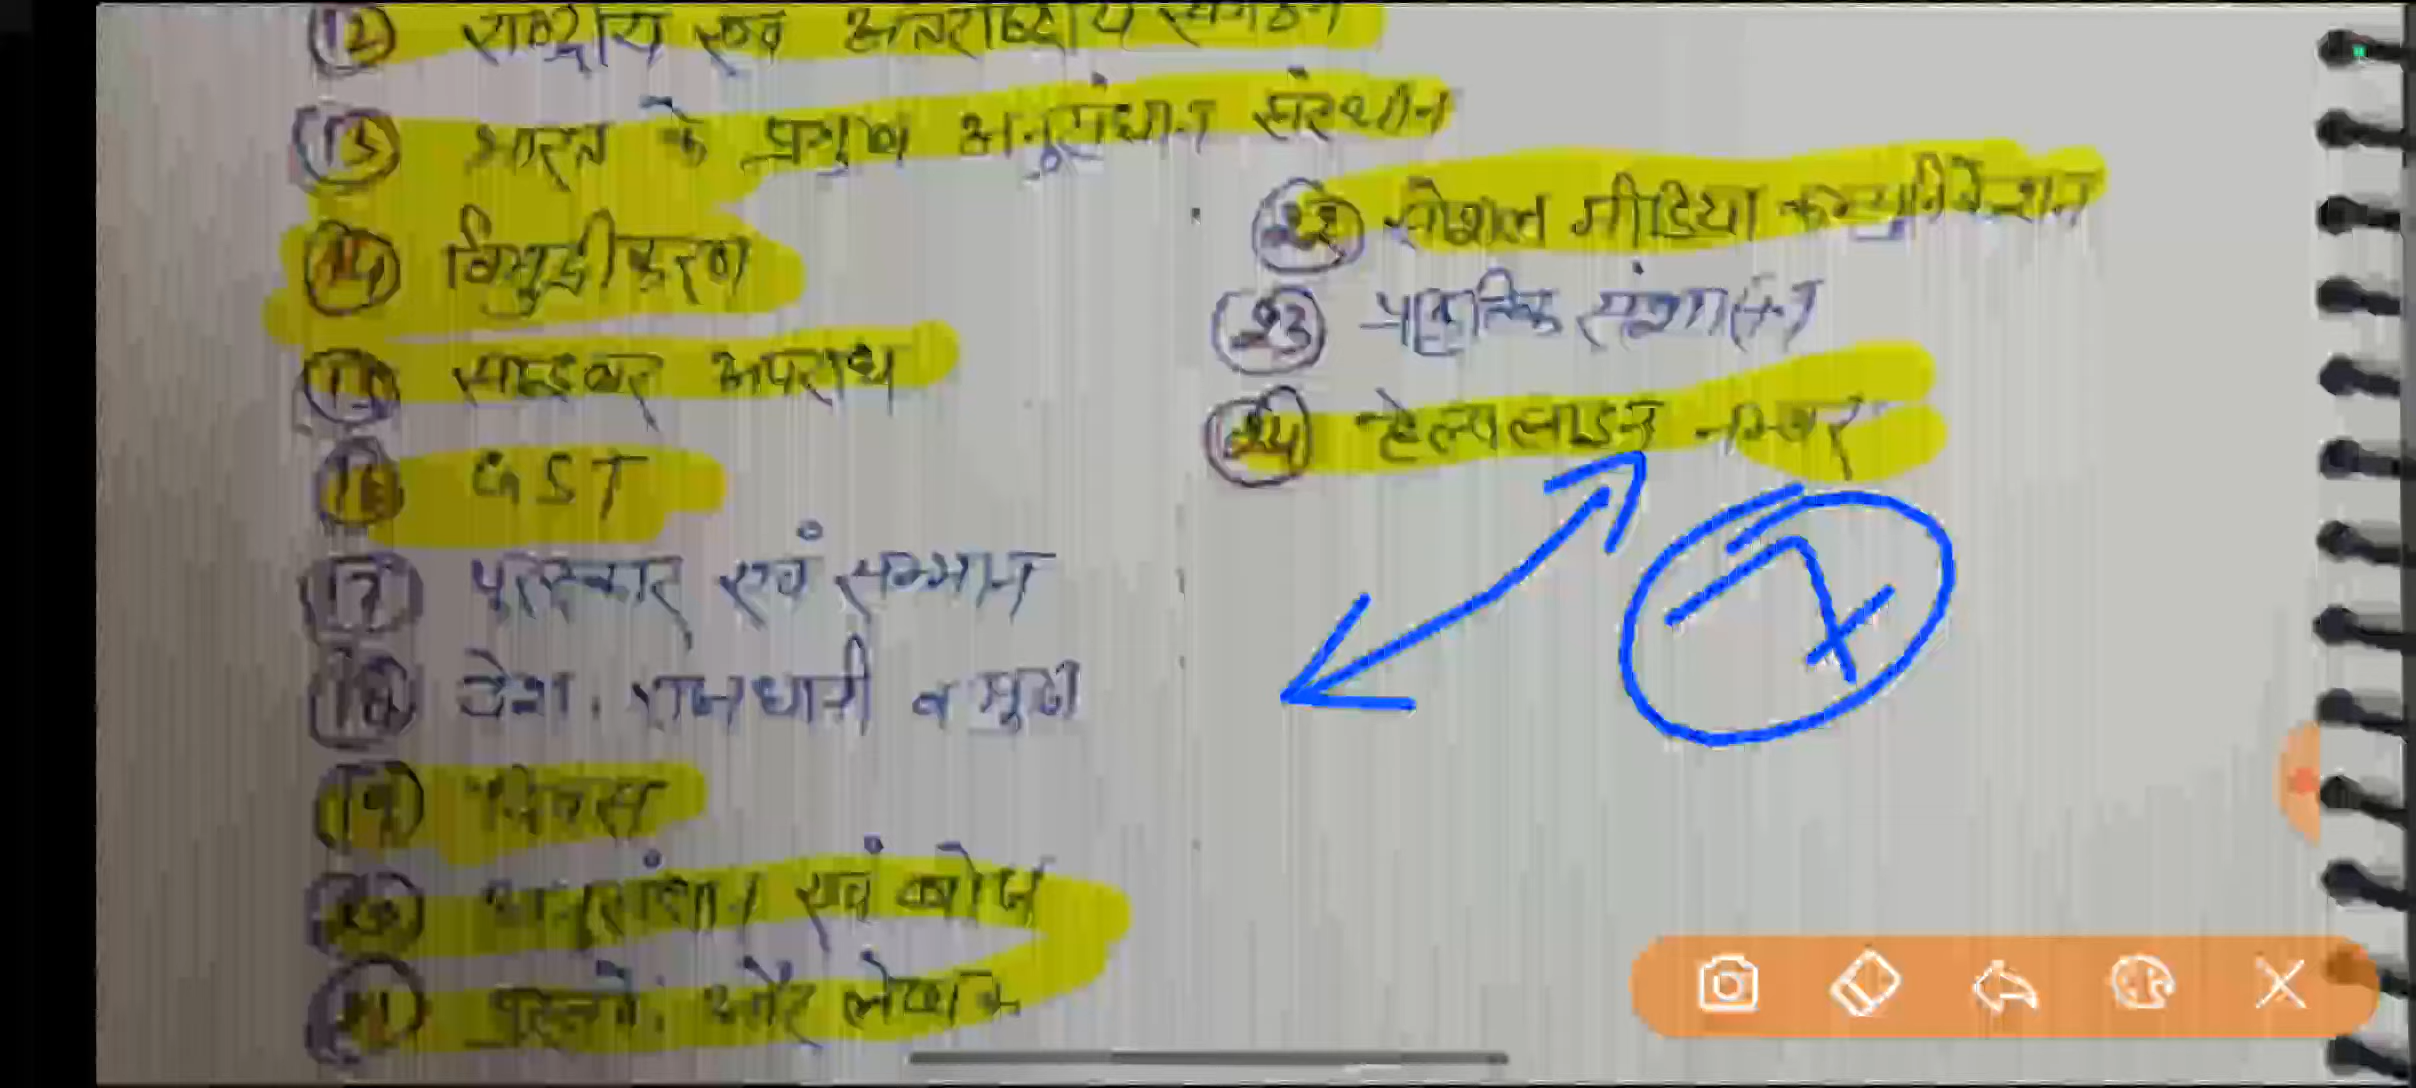 12 राष्ट्रीय एवं अंतराष्ट्रीय संगठन
13 भारत के प्रमुख अनुसंधान संस्थान
14 विमुद्रीकरण
15 साइबर अपराध
16 GST
17 पुरस्कार एवं सम्मान
18 देश, राजधानी व मुद्रा
19 दिवस
20 अनुसंधान एवं खोज
21 पुस्तकें और लेखक
22 सोशल मीडिया कम्युनिकेशन
23 प्राकृतिक संसाधन
24 हेल्पलाइन नम्बर